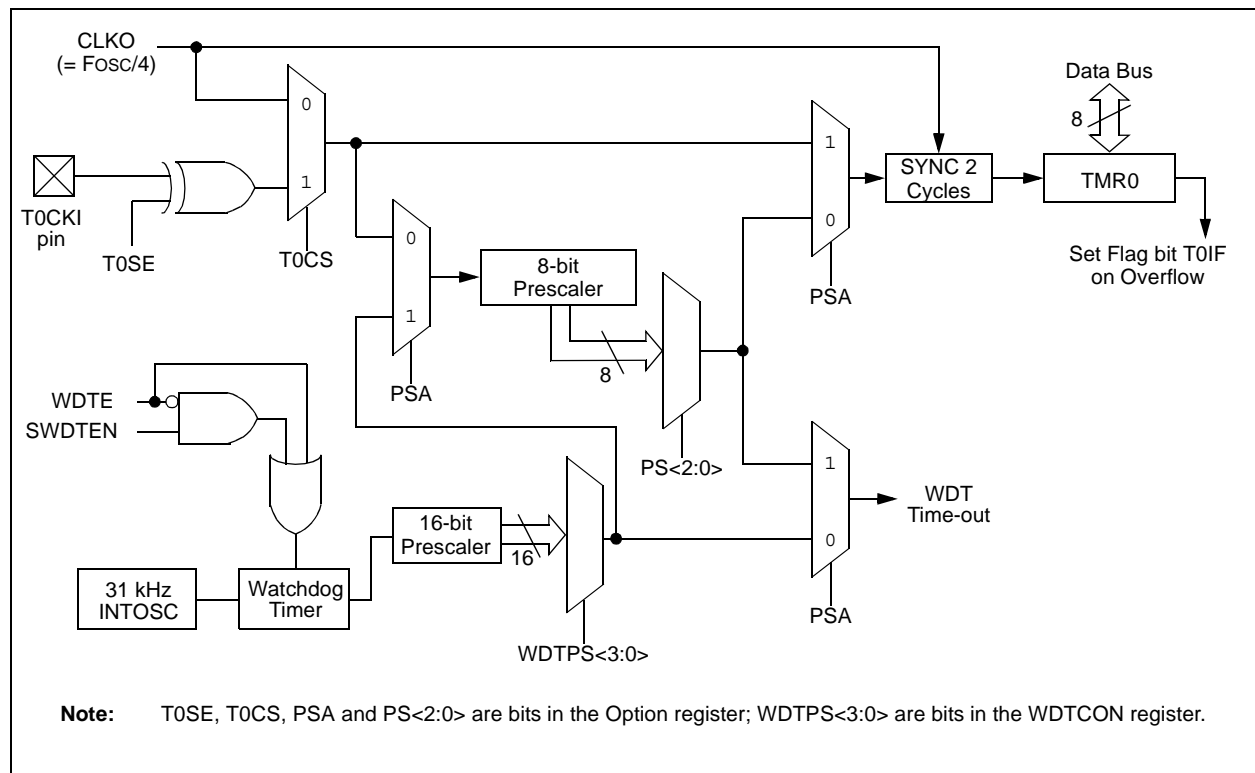 CLKO
(= FOSC/4)
Data Bus
0
8
1
1
SYNC 2
Cycles
TMR0
T0CKI
pin
T0SE
T0CS
0
8-bit
Prescaler
0
PSA
Set Flag bit T0IF
on Overflow
1
8
PSA
WDTE
SWDTEN
PS<2:0>
1
WDT
Time-out
16-bit
Prescaler
16
0
31 kHz
INTOSC
Watchdog
Timer
PSA
WDTPS<3:0>
Note: T0SE, T0CS, PSA and PS<2:0> are bits in the Option register; WDTPS<3:0> are bits in the WDTCON register.